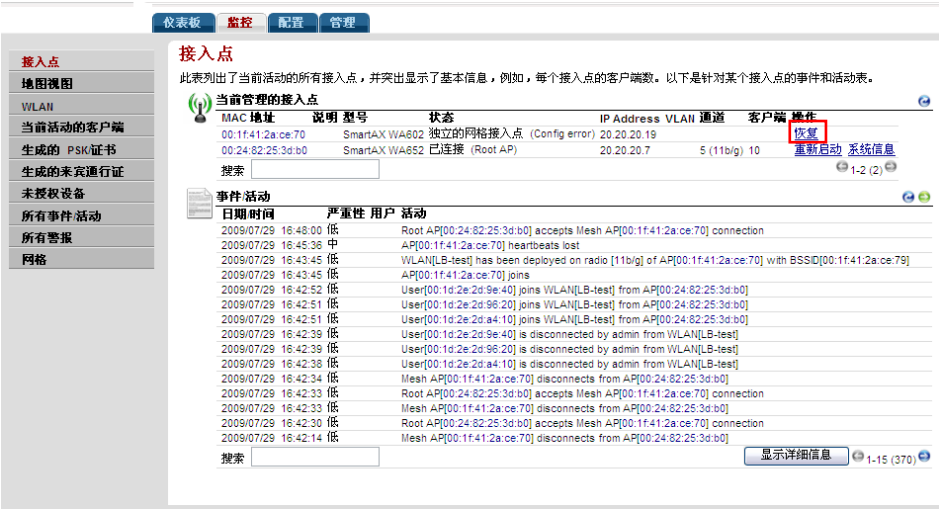 仪表板 监控 配置 管理
接入点
地图视图
WLAN
当前活动的客户端
生成的 PSK/证书
生成的来宾通行证
未授权设备
所有事件/活动
所有警报
网格
接入点
此表列出了当前活动的所有接入点，并突出显示了基本信息，例如，每个接入点的客户端数。以下是针对某个接入点的事件和活动表。
当前管理的接入点
MAC 地址 说明 型号 状态 IP Address VLAN 通道 客户端 操作
00:1f:41:2a:ce:70 SmartAX WA602 独立的网格接入点 (Config error) 20.20.20.19 恢复
00:24:82:25:3d:b0 SmartAX WA652 已连接 (Root AP) 20.20.20.7 5 (11b/g) 10 重新启动 系统信息
搜索 1-2 (2)
事件/活动
日期/时间 严重性 用户 活动
2009/07/29 16:48:00 低 Root AP[00:24:82:25:3d:b0] accepts Mesh AP[00:1f:41:2a:ce:70] connection
2009/07/29 16:45:36 中 AP[00:1f:41:2a:ce:70] heartbeats lost
2009/07/29 16:43:45 低 WLAN[LB-test] has been deployed on radio [11b/g] of AP[00:1f:41:2a:ce:70] with BSSID[00:1f:41:2a:ce:79]
2009/07/29 16:43:45 低 AP[00:1f:41:2a:ce:70] joins
2009/07/29 16:42:52 低 User[00:1d:2e:2d:9e:40] joins WLAN[LB-test] from AP[00:24:82:25:3d:b0]
2009/07/29 16:42:51 低 User[00:1d:2e:2d:96:20] joins WLAN[LB-test] from AP[00:24:82:25:3d:b0]
2009/07/29 16:42:51 低 User[00:1d:2e:2d:a4:10] joins WLAN[LB-test] from AP[00:24:82:25:3d:b0]
2009/07/29 16:42:39 低 User[00:1d:2e:2d:9e:40] is disconnected by admin from WLAN[LB-test]
2009/07/29 16:42:39 低 User[00:1d:2e:2d:96:20] is disconnected by admin from WLAN[LB-test]
2009/07/29 16:42:38 低 User[00:1d:2e:2d:a4:10] is disconnected by admin from WLAN[LB-test]
2009/07/29 16:42:34 低 Mesh AP[00:1f:41:2a:ce:70] disconnects from AP[00:24:82:25:3d:b0]
2009/07/29 16:42:33 低 Root AP[00:24:82:25:3d:b0] accepts Mesh AP[00:1f:41:2a:ce:70] connection
2009/07/29 16:42:33 低 Mesh AP[00:1f:41:2a:ce:70] disconnects from AP[00:24:82:25:3d:b0]
2009/07/29 16:42:30 低 Root AP[00:24:82:25:3d:b0] accepts Mesh AP[00:1f:41:2a:ce:70] connection
2009/07/29 16:42:14 低 Mesh AP[00:1f:41:2a:ce:70] disconnects from AP[00:24:82:25:3d:b0]
搜索 显示详细信息 1-15 (370)